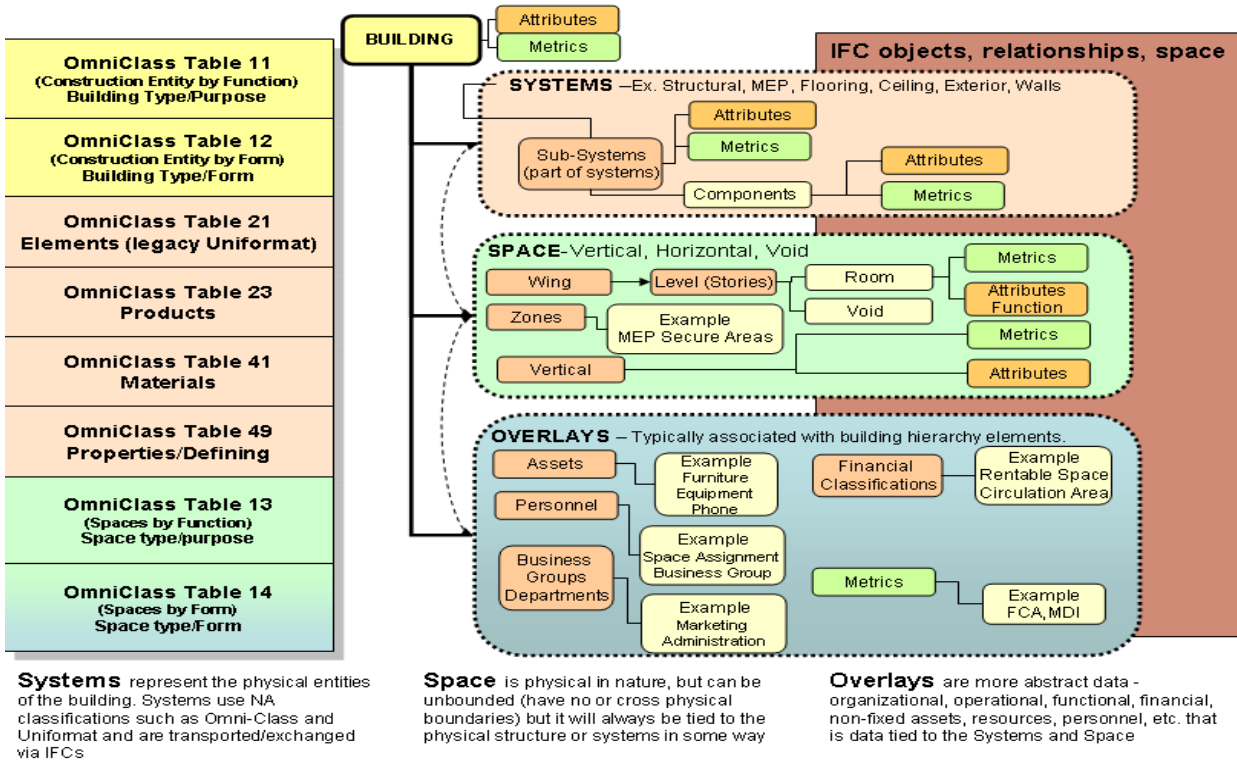 OmniClass Table 11
(Construction Entity by Function)
Building Type/Purpose
OmniClass Table 12
(Construction Entity by Form)
Building Type/Form
OmniClass Table 21
Elements (legacy Uniformat)
OmniClass Table 23
Products
OmniClass Table 41
Materials
OmniClass Table 49
Properties/Defining
OmniClass Table 13
(Spaces by Function)
Space type/purpose
OmniClass Table 14
(Spaces by Form)
Space type/Form
BUILDING
Attributes
Metrics
IFC objects, relationships, space
SYSTEMS –Ex. Structural, MEP, Flooring, Ceiling, Exterior, Walls
Attributes
Metrics
Sub-Systems
(part of systems)
Components
Attributes
Metrics
SPACE-Vertical, Horizontal, Void
Wing
Level (Stories)
Room
Void
Metrics
Attributes
Function
Zones
Example
MEP Secure Areas
Vertical
Metrics
Attributes
OVERLAYS – Typically associated with building hierarchy elements.
Assets
Example
Furniture
Equipment
Phone
Financial
Classifications
Example
Rentable Space
Circulation Area
Personnel
Example
Space Assignment
Business Group
Business
Groups
Departments
Example
Marketing
Administration
Metrics
Example
FCA, MDI
Systems represent the physical entities
of the building. Systems use NA
classifications such as Omni-Class and
Uniformat and are transported/exchanged
via IFCs
Space is physical in nature, but can be
unbounded (have no or cross physical
boundaries) but it will always be tied to the
physical structure or systems in some way
Overlays are more abstract data -
organizational, operational, functional, financial,
non-fixed assets, resources, personnel, etc. that
is data tied to the Systems and Space